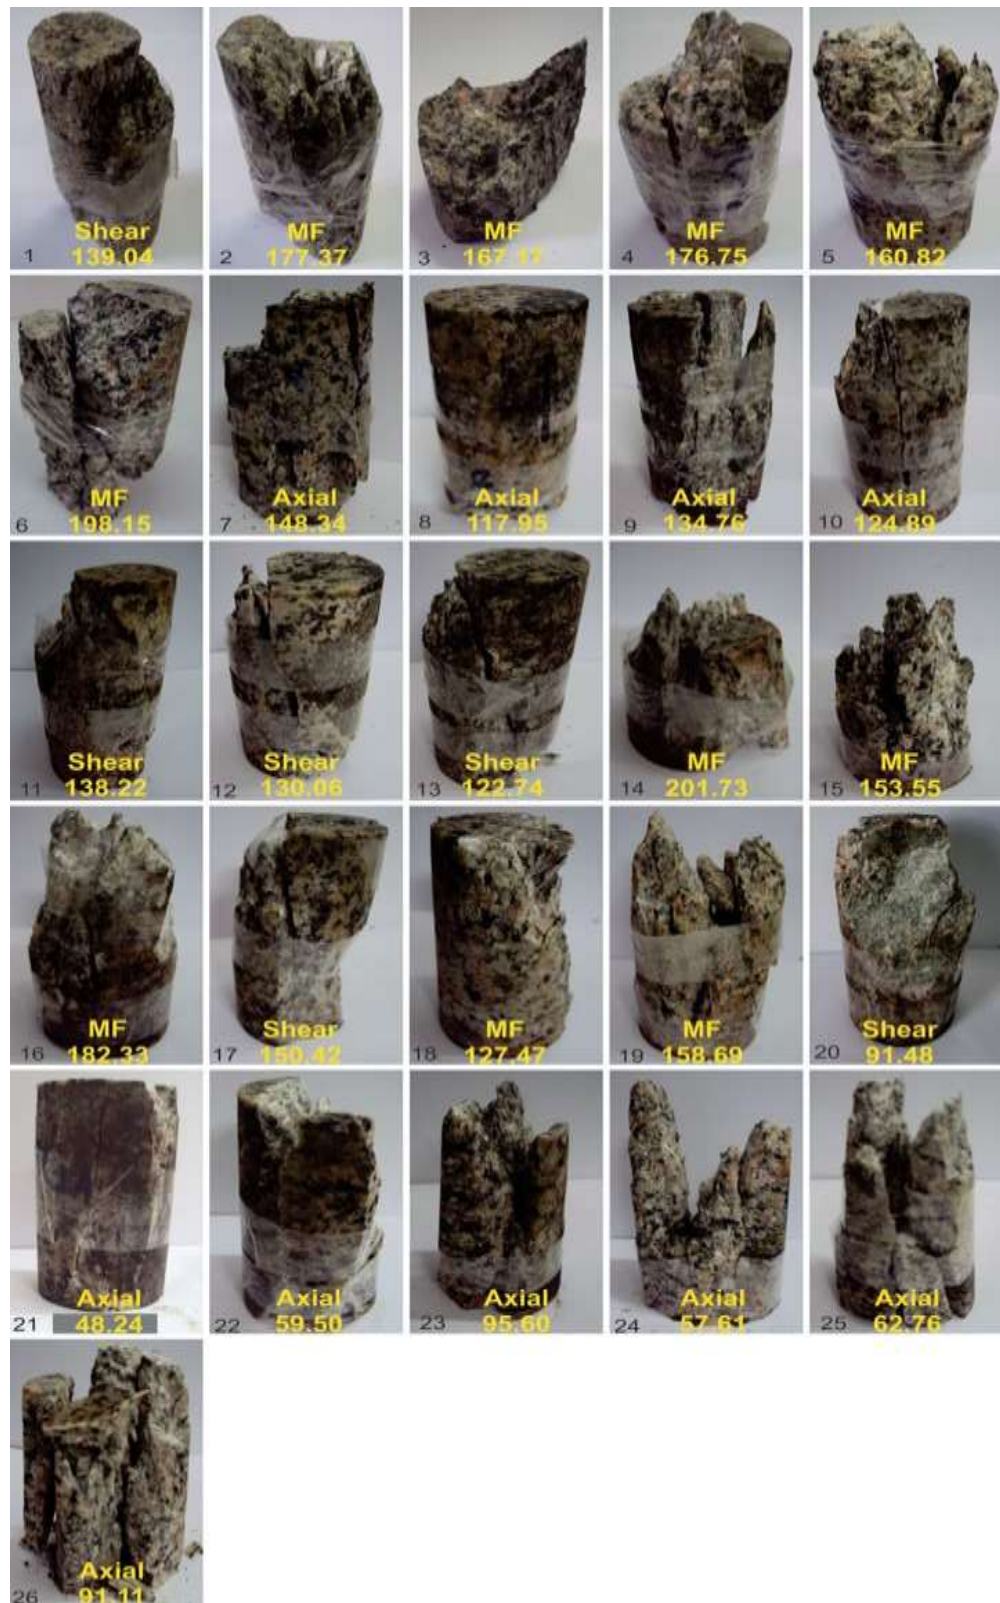 Shear
1 139.04
MF
2 177.37
MF
3 167.17
MF
4 176.75
MF
5 160.82
MF
6 198.15
Axial
7 148.34
Axial
8 117.95
Axial
9 134.76
Axial
10 124.89
Shear
11 138.22
Shear
12 130.06
Shear
13 122.74
MF
14 201.73
MF
15 153.55
MF
16 182.33
Shear
17 150.42
MF
18 127.47
MF
19 158.69
Shear
20 91.48
Axial
21 48.24
Axial
22 59.50
Axial
23 95.60
Axial
24 57.61
Axial
25 62.76
Axial
26 91.11